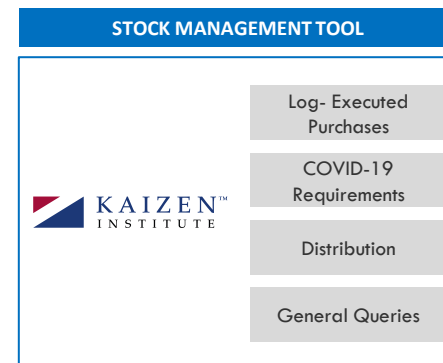 STOCK MANAGEMENT TOOL
Log- Executed
Purchases
COVID-19
Requirements
KAIZEN™
INSTITUTE
Distribution
General Queries